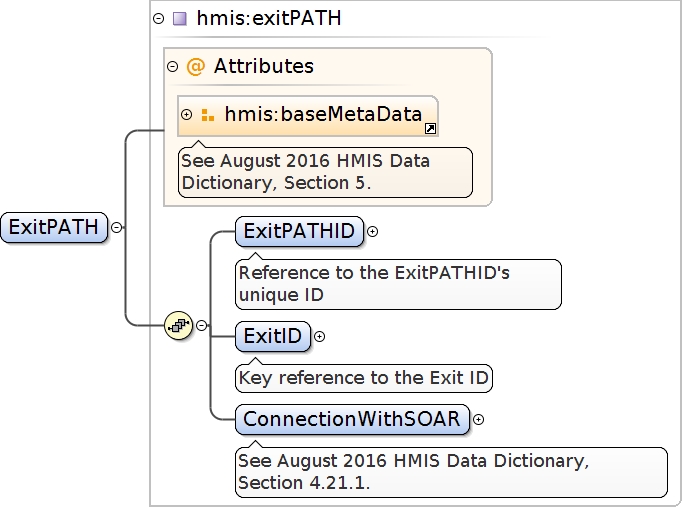 hmis:exitPATH
@ Attributes
hmis:baseMetaData
See August 2016 HMIS Data
Dictionary, Section 5.
ExitPATH
ExitPATHID
Reference to the ExitPATHID's
unique ID
ExitID
Key reference to the Exit ID
ConnectionWithSOAR
See August 2016 HMIS Data Dictionary,
Section 4.21.1.